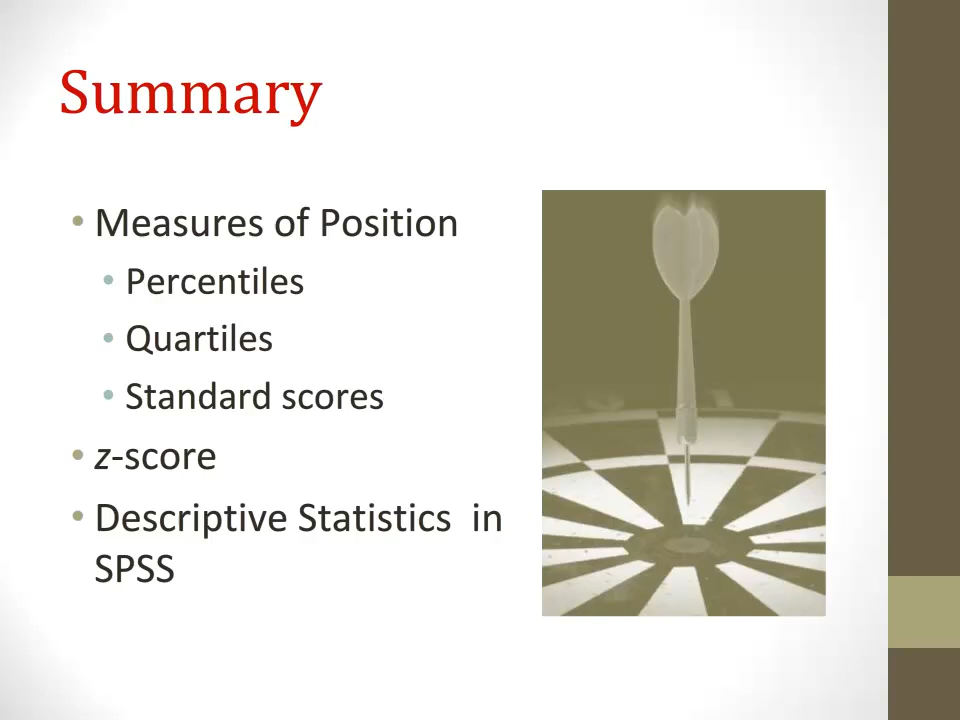 Summary
• Measures of Position
• Percentiles
• Quartiles
• Standard scores
• z-score
• Descriptive Statistics  in
SPSS